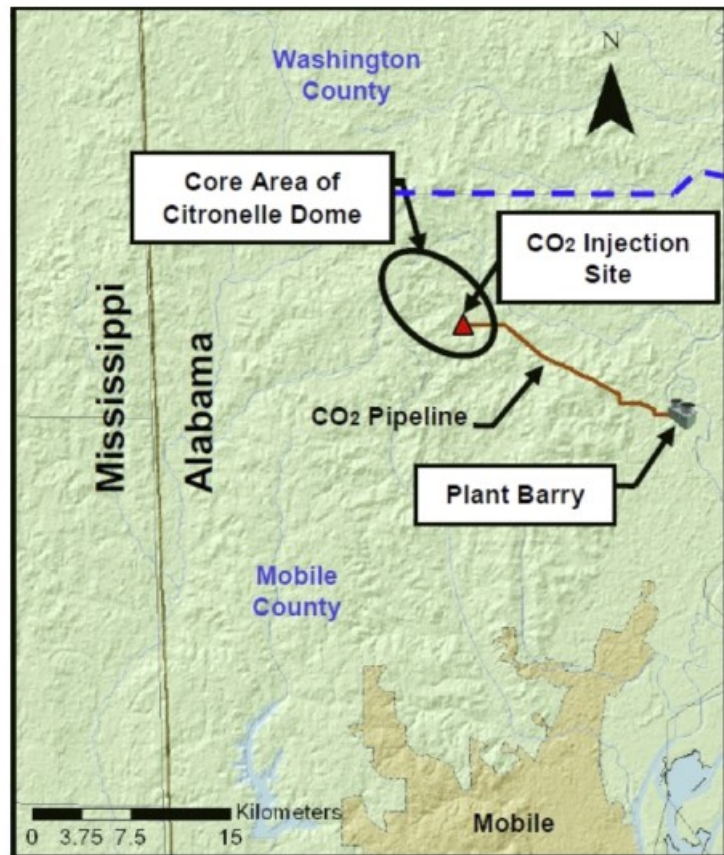 Washington
County
N
Core Area of
Citronelle Dome
CO₂ Injection
Site
Mississippi
Alabama
CO₂ Pipeline
Plant Barry
Mobile
County
Kilometers
0 3.75 7.5 15
Mobile